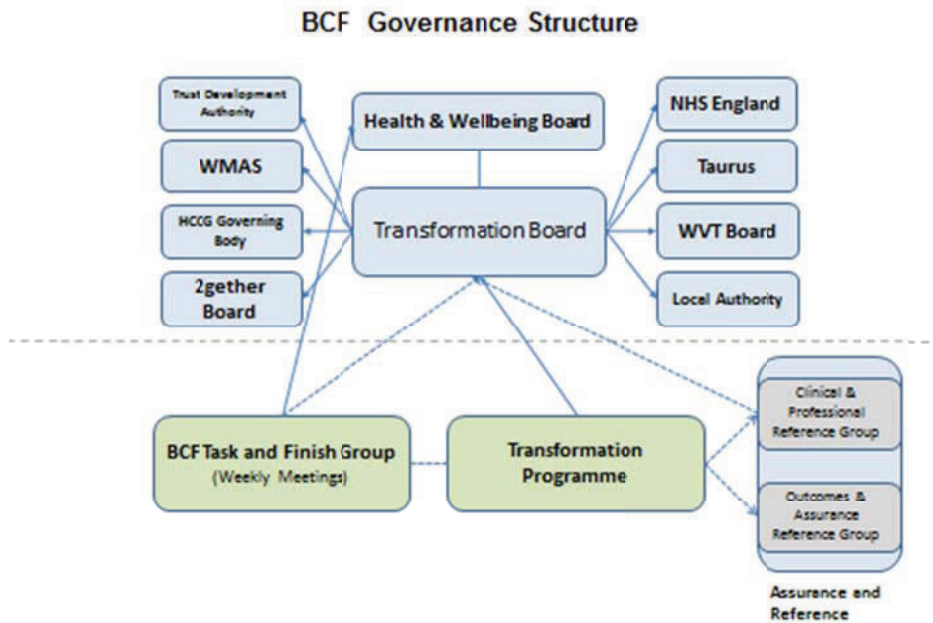 BCF Governance Structure
Trust Development
Authority
WMAS
HCCG Governing
Body
2gether
Board
Health & Wellbeing Board
Transformation Board
NHS England
Taurus
WVT Board
Local Authority
BCF Task and Finish Group
(Weekly Meetings)
Transformation
Programme
Clinical &
Professional
Reference Group
Outcomes &
Assurance
Reference Group
Assurance and
Reference